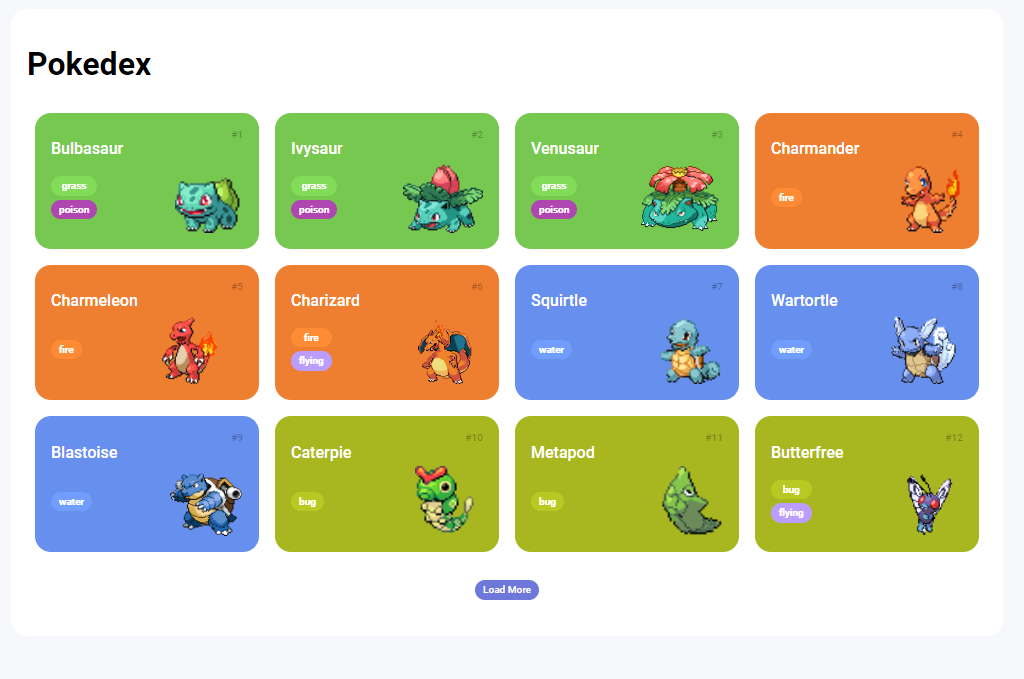 Pokedex
#1
Bulbasaur
grass
poison
#2
Ivysaur
grass
poison
#3
Venusaur
grass
poison
#4
Charmander
fire
#5
Charmeleon
fire
#6
Charizard
fire
flying
#7
Squirtle
water
#8
Wartortle
water
#9
Blastoise
water
#10
Caterpie
bug
#11
Metapod
bug
#12
Butterfree
bug
flying
Load More